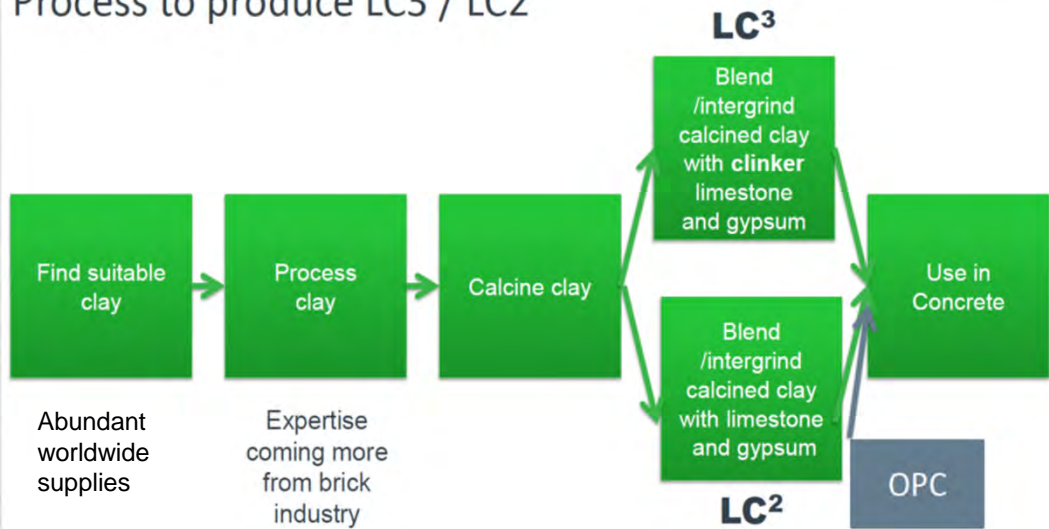 Process to produce LC3 / LC2
LC³
Blend
/intergrind
calcined clay
with clinker
limestone
and gypsum
Find suitable
clay
Process
clay
Calcine clay
Use in
Concrete
Blend
/intergrind
calcined clay
with limestone
and gypsum
Abundant
worldwide
supplies
Expertise
coming more
from brick
industry
OPC
LC²